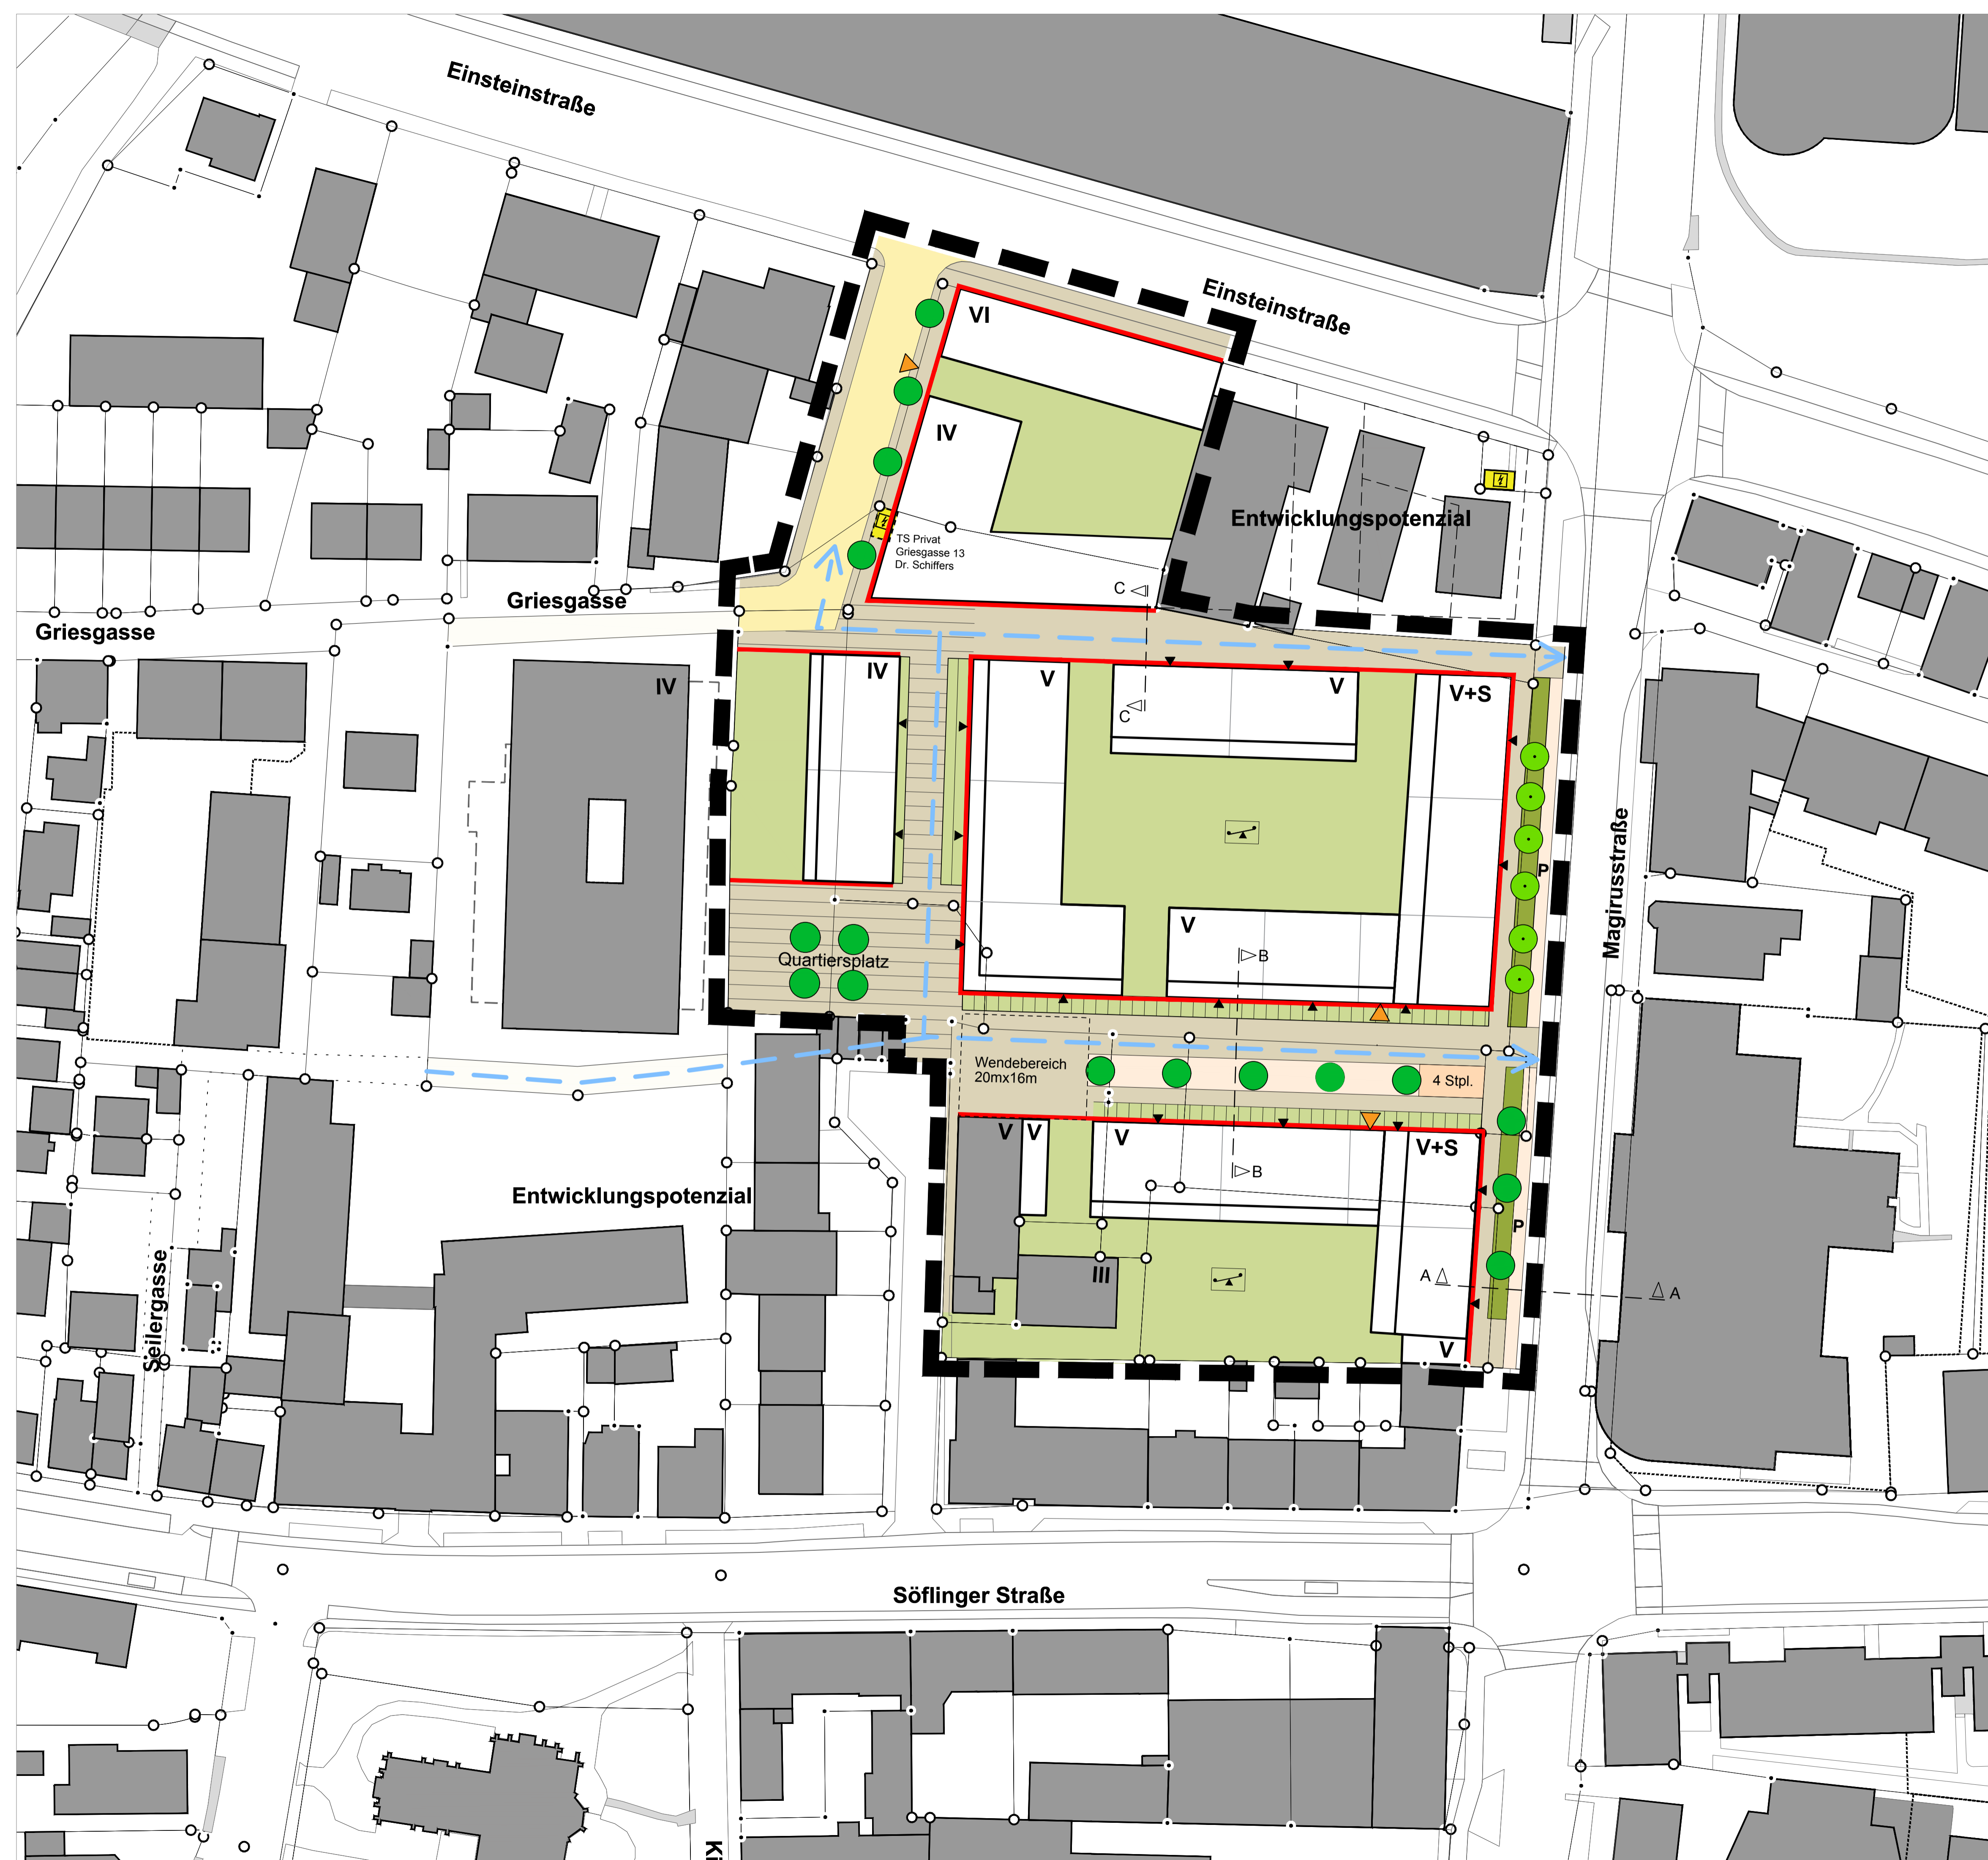 Einsteinstraße
Einsteinstraße
VI
IV
Entwicklungspotenzial
TS Privat
Griesgasse 13
Dr. Schiffers
C
Griesgasse
Griesgasse
IV
IV
V
V
V+S
C
Magirusstraße
P
V
Quartiersplatz
B
Wendebereich
20mx16m
4 Stpl.
V
V
V
V+S
B
Entwicklungspotenzial
P
III
A
A
Seilergasse
V
Söflinger Straße